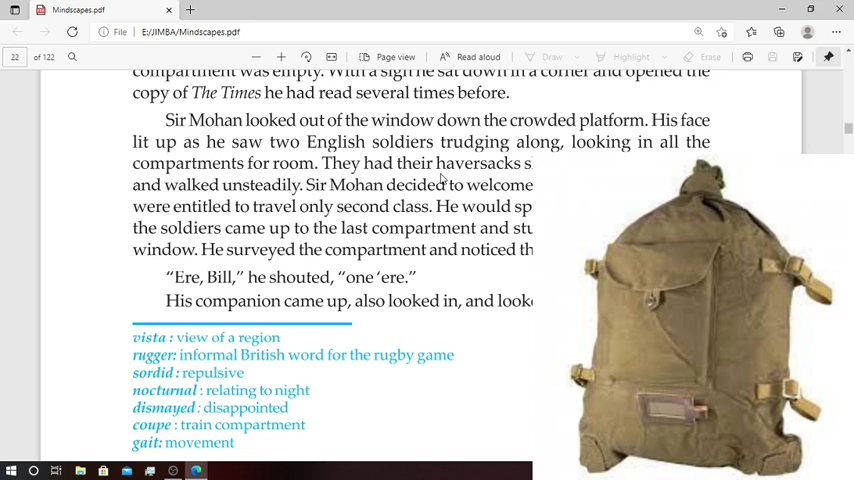 Mindscapes.pdf
File E:/JIMBA/Mindscapes.pdf
22 of 122 Page view Read aloud Draw Highlight Erase
compartment was empty. With a sigh he sat down in a corner and opened the
copy of The Times he had read several times before.
Sir Mohan looked out of the window down the crowded platform. His face
lit up as he saw two English soldiers trudging along, looking in all the
compartments for room. They had their haversacks
and walked unsteadily. Sir Mohan decided to welcome
were entitled to travel only second class. He would
the soldiers came up to the last compartment and
window. He surveyed the compartment and noticed
“Ere, Bill,” he shouted, “one ‘ere.”
His companion came up, also looked in, and
vista : view of a region
rugger: informal British word for the rugby game
sordid : repulsive
nocturnal : relating to night
dismayed : disappointed
coupe : train compartment
gait: movement